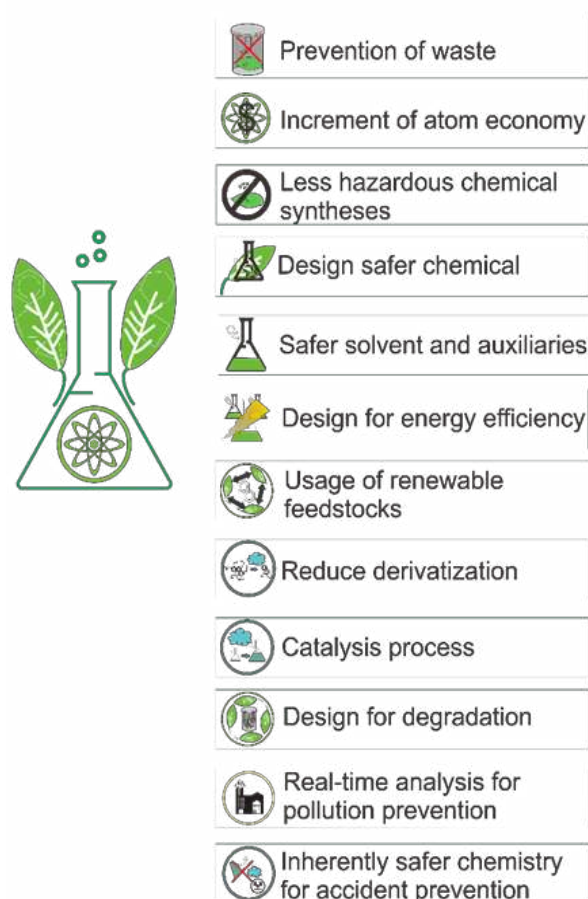 Prevention of waste
Increment of atom economy
Less hazardous chemical
syntheses
Design safer chemical
Safer solvent and auxiliaries
Design for energy efficiency
Usage of renewable
feedstocks
Reduce derivatization
Catalysis process
Design for degradation
Real-time analysis for
pollution prevention
Inherently safer chemistry
for accident prevention